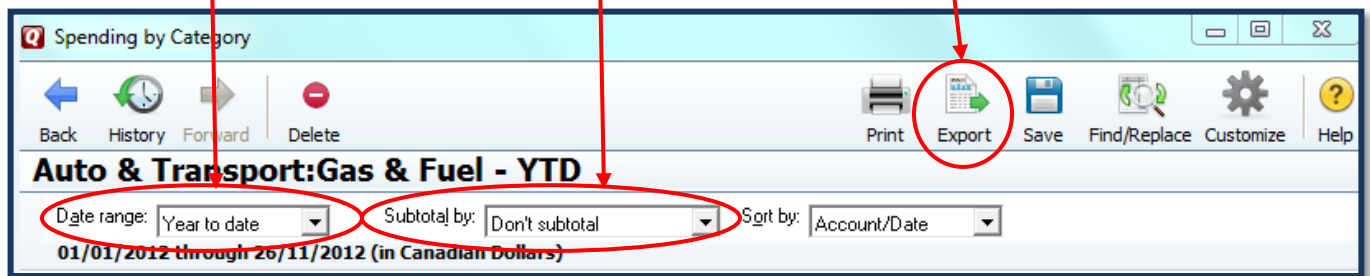 Spending by Category
Back History Forward Delete Print Export Save Find/Replace Customize Help
Auto & Transport:Gas & Fuel - YTD
Date range: Year to date Subtotal by: Don't subtotal Sort by: Account/Date
01/01/2012 through 26/11/2012 (in Canadian Dollars)